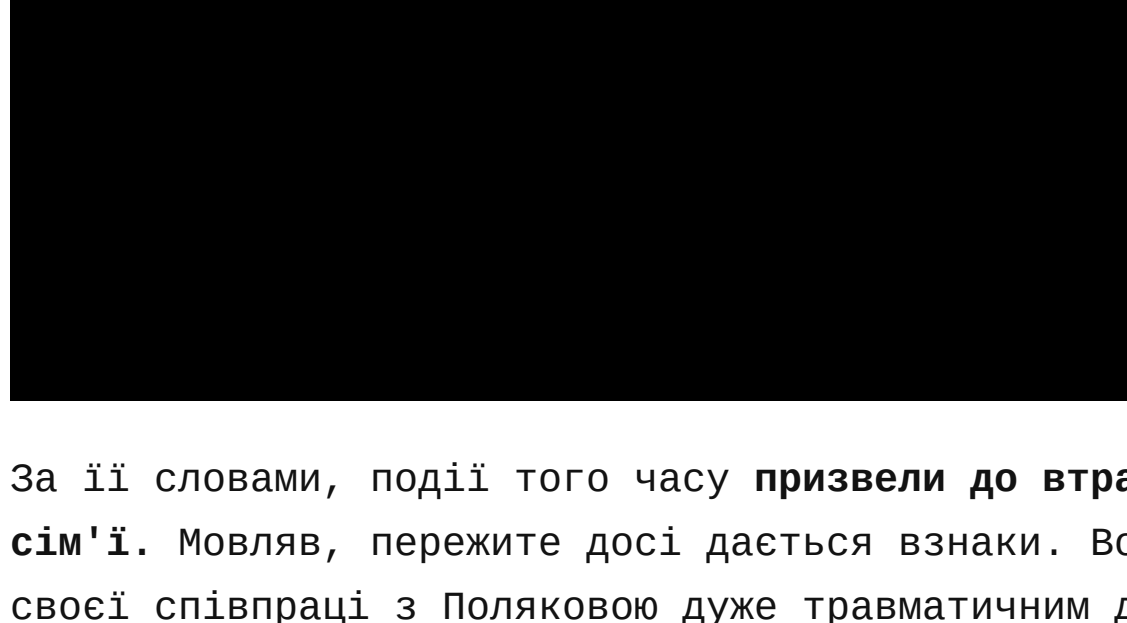 За її словами, події того часу призвели до
сім'ї. Мовляв, пережите досі дається взнаки.
своєї співпраці з Поляковою дуже травматичним